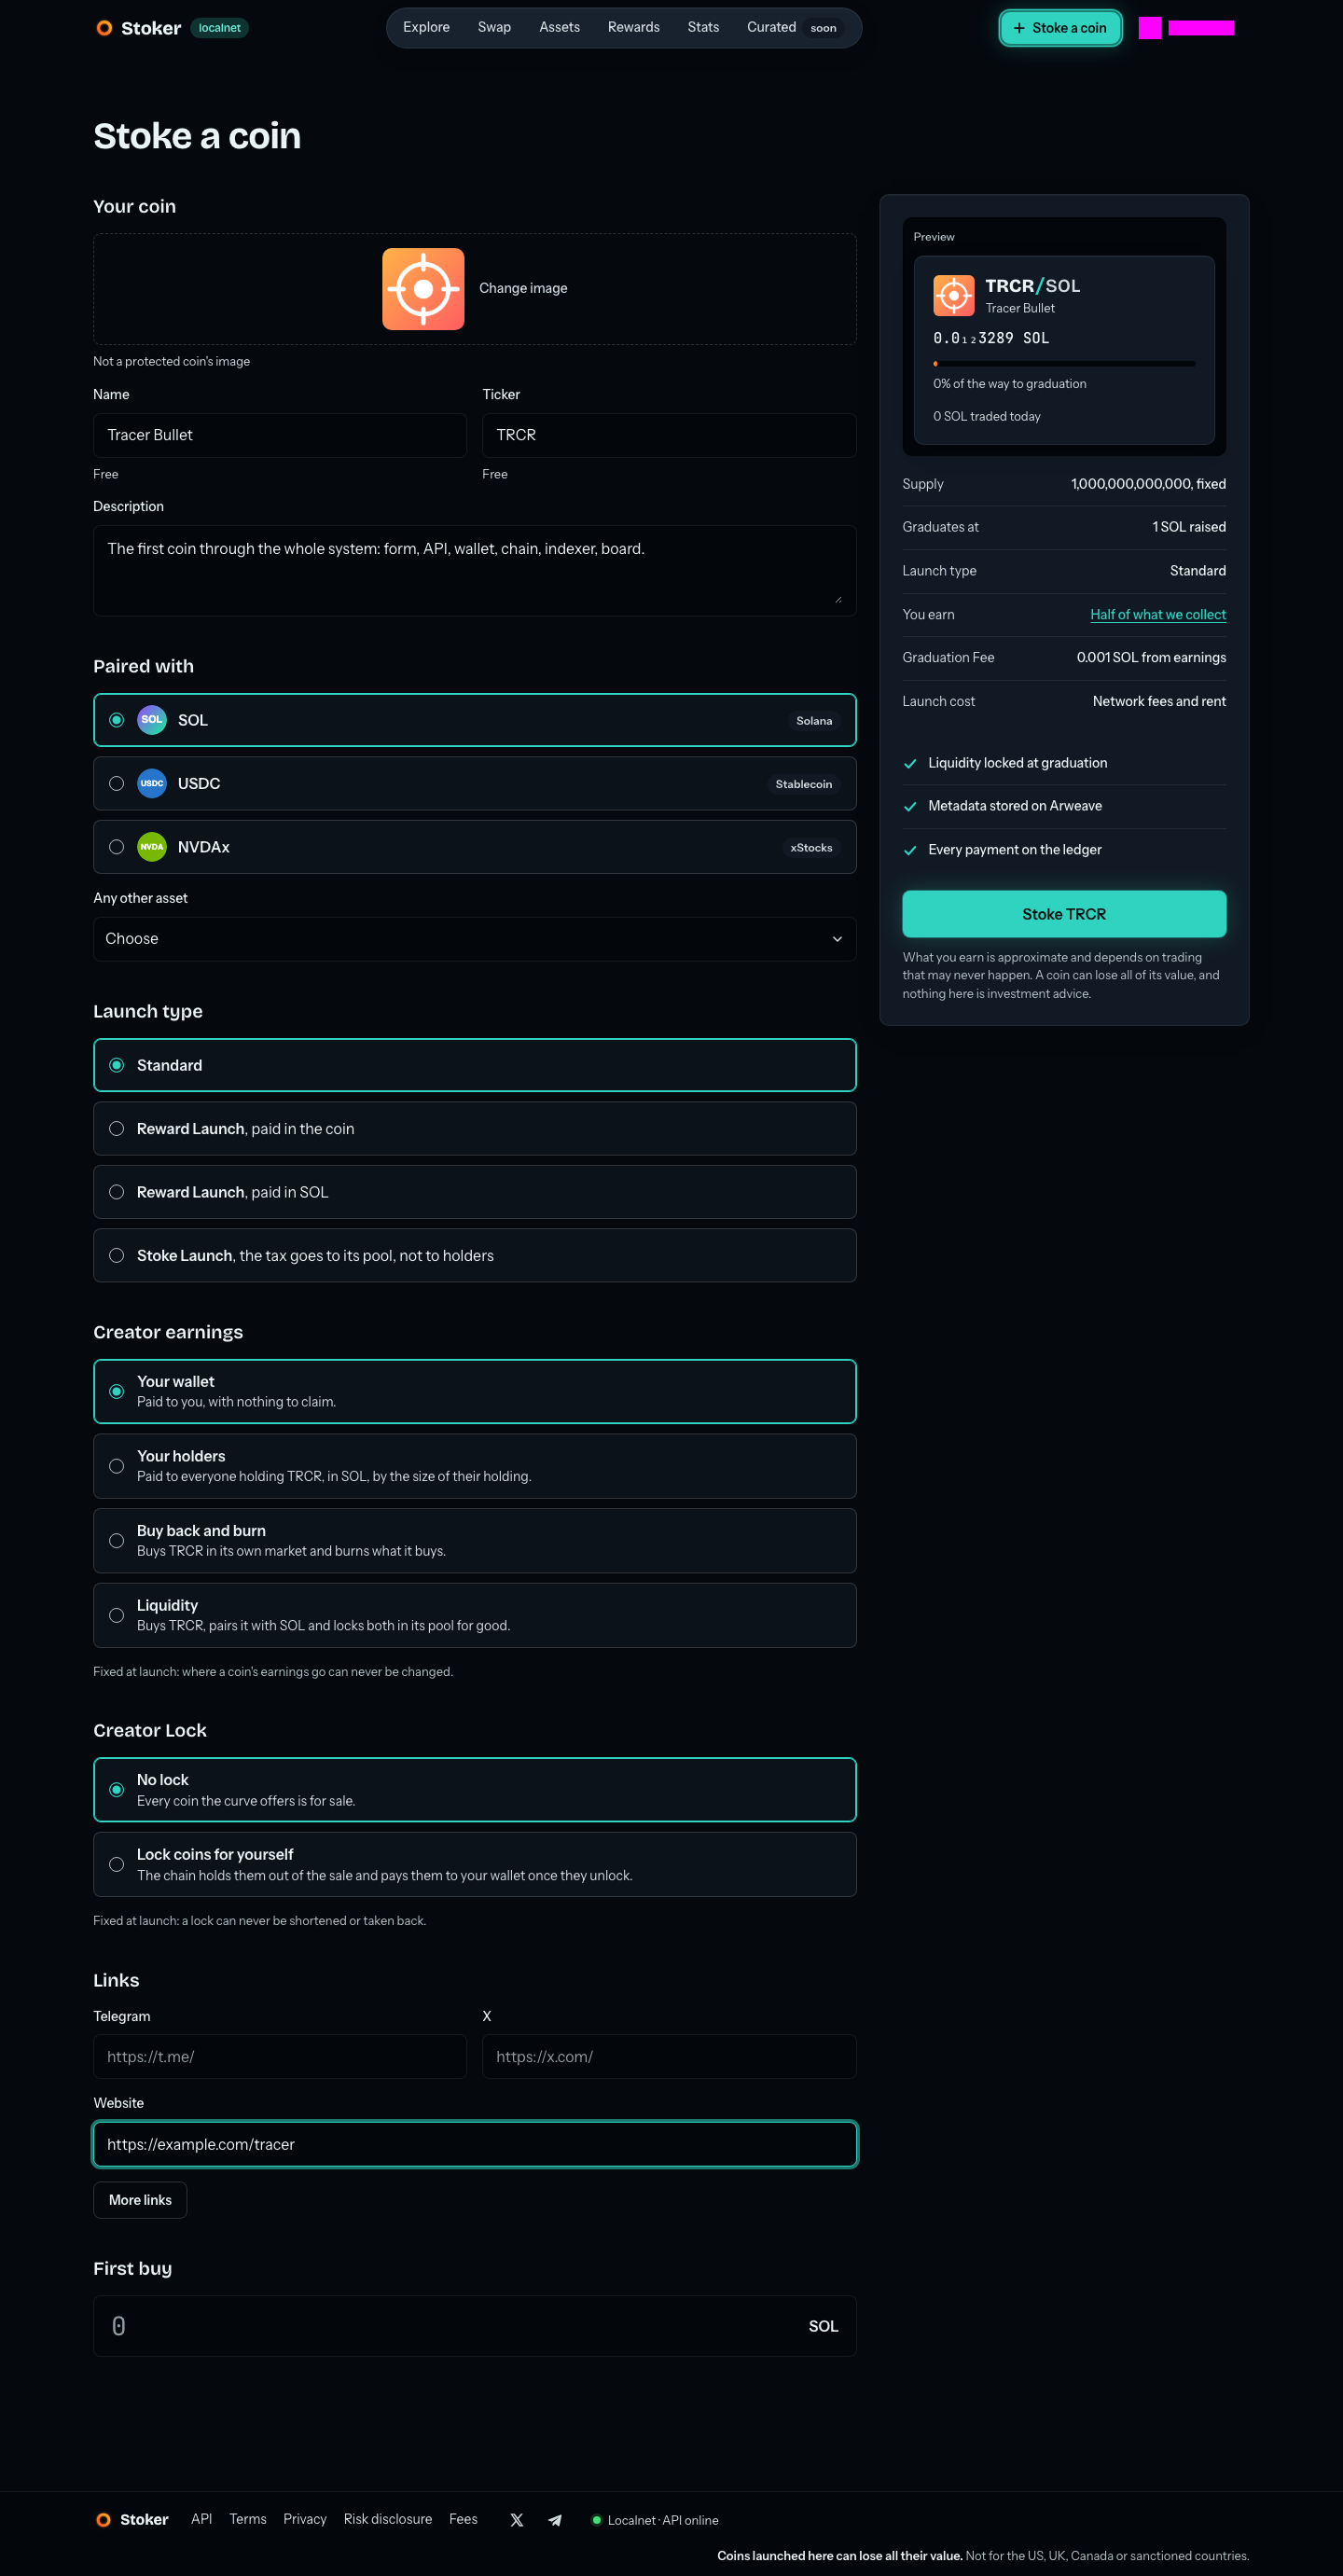 Stoker localnet
Explore Swap Assets Rewards Stats Curated soon
+ Stoke a coin
Stoke a coin
Your coin
Change image
Not a protected coin's image
Name
Ticker
Tracer Bullet
TRCR
Free
Free
Description
The first coin through the whole system: form, API, wallet, chain, indexer, board.
Paired with
SOL SOL Solana
USDC USDC Stablecoin
NVDA NVDAx xStocks
Any other asset
Choose
Launch type
Standard
Reward Launch, paid in the coin
Reward Launch, paid in SOL
Stoke Launch, the tax goes to its pool, not to holders
Creator earnings
Your wallet
Paid to you, with nothing to claim.
Your holders
Paid to everyone holding TRCR, in SOL, by the size of their holding.
Buy back and burn
Buys TRCR in its own market and burns what it buys.
Liquidity
Buys TRCR, pairs it with SOL and locks both in its pool for good.
Fixed at launch: where a coin's earnings go can never be changed.
Creator Lock
No lock
Every coin the curve offers is for sale.
Lock coins for yourself
The chain holds them out of the sale and pays them to your wallet once they unlock.
Fixed at launch: a lock can never be shortened or taken back.
Links
Telegram
X
https://t.me/
https://x.com/
Website
https://example.com/tracer
More links
First buy
0 SOL
Preview
TRCR/SOL
Tracer Bullet
0.0₁₂3289 SOL
0% of the way to graduation
0 SOL traded today
Supply 1,000,000,000,000, fixed
Graduates at 1 SOL raised
Launch type Standard
You earn Half of what we collect
Graduation Fee 0.001 SOL from earnings
Launch cost Network fees and rent
Liquidity locked at graduation
Metadata stored on Arweave
Every payment on the ledger
Stoke TRCR
What you earn is approximate and depends on trading
that may never happen. A coin can lose all of its value, and
nothing here is investment advice.
Stoker API Terms Privacy Risk disclosure Fees Localnet · API online
Coins launched here can lose all their value. Not for the US, UK, Canada or sanctioned countries.